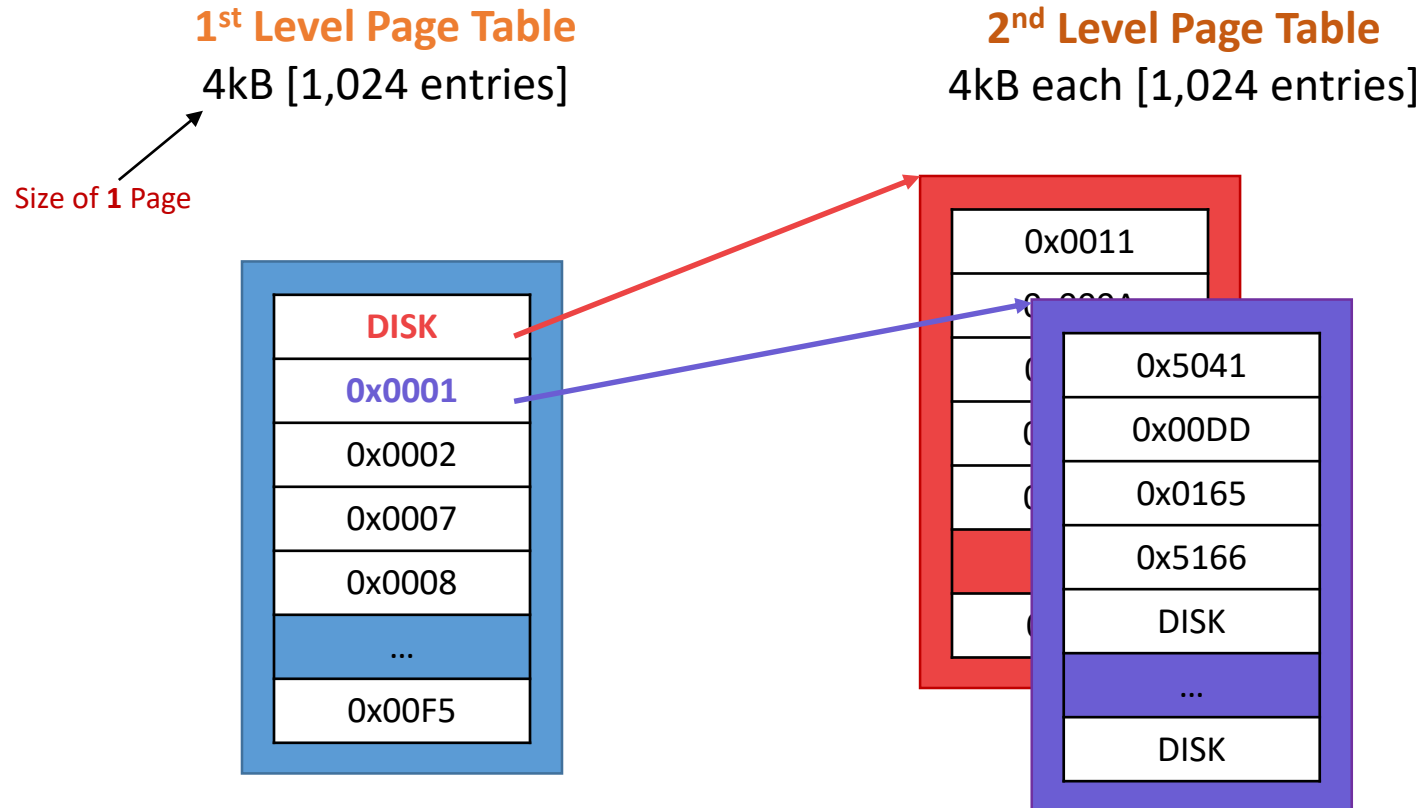 1st Level Page Table
4kB [1,024 entries]
Size of 1 Page
DISK
0x0001
0x0002
0x0007
0x0008
...
0x00F5
2nd Level Page Table
4kB each [1,024 entries]
0x0011
0x5041
0x00DD
0x0165
0x5166
DISK
...
DISK